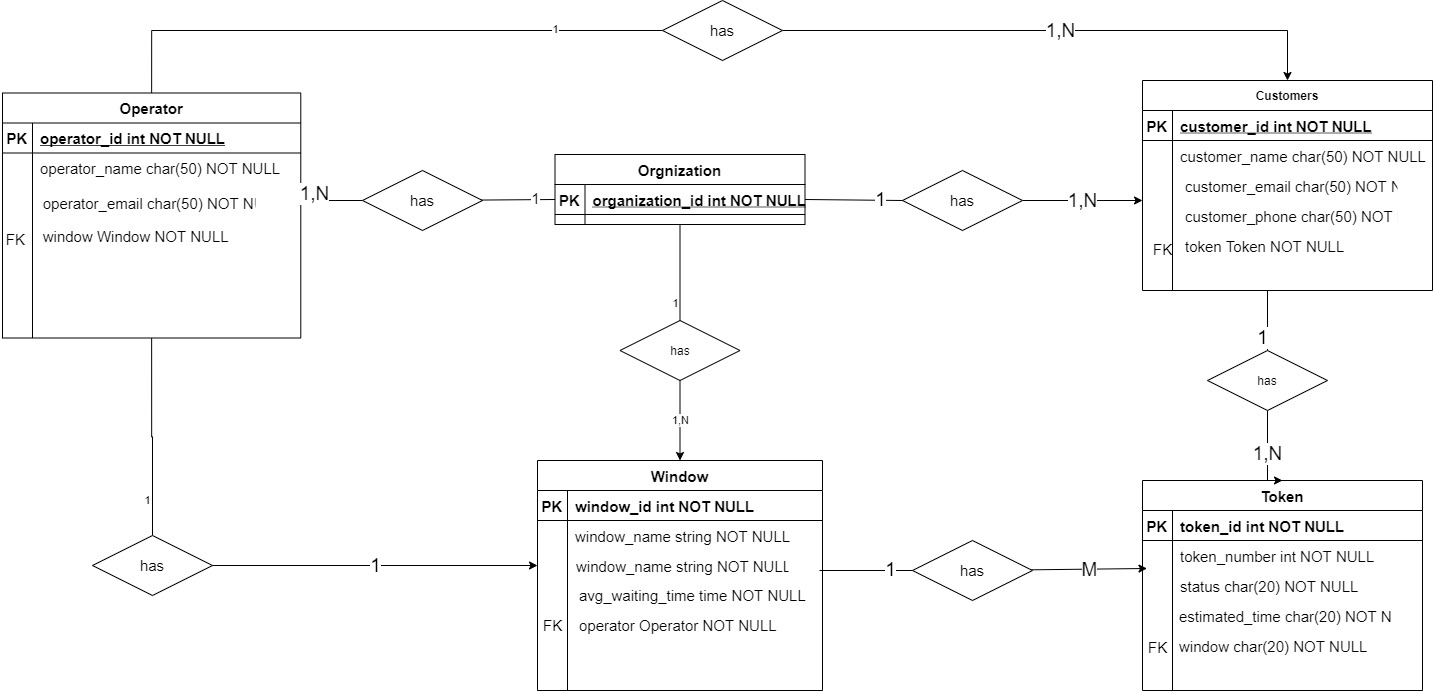 has
1
1,N
Operator
PK operator_id int NOT NULL
operator_name char(50) NOT NULL
operator_email char(50) NOT NU
FK window Window NOT NULL
1,N
has
1
Orgnization
PK organization_id int NOT NULL
1
has
1,N
Customers
PK customer_id int NOT NULL
customer_name char(50) NOT NULL
customer_email char(50) NOT N
customer_phone char(50) NOT
FK token Token NOT NULL
1
has
1,N
1
has
1,N
1
has
1
Window
PK window_id int NOT NULL
window_name string NOT NULL
window_name string NOT NULL
avg_waiting_time time NOT NULL
FK operator Operator NOT NULL
1
has
M
Token
PK token_id int NOT NULL
token_number int NOT NULL
status char(20) NOT NULL
estimated_time char(20) NOT N
FK window char(20) NOT NULL